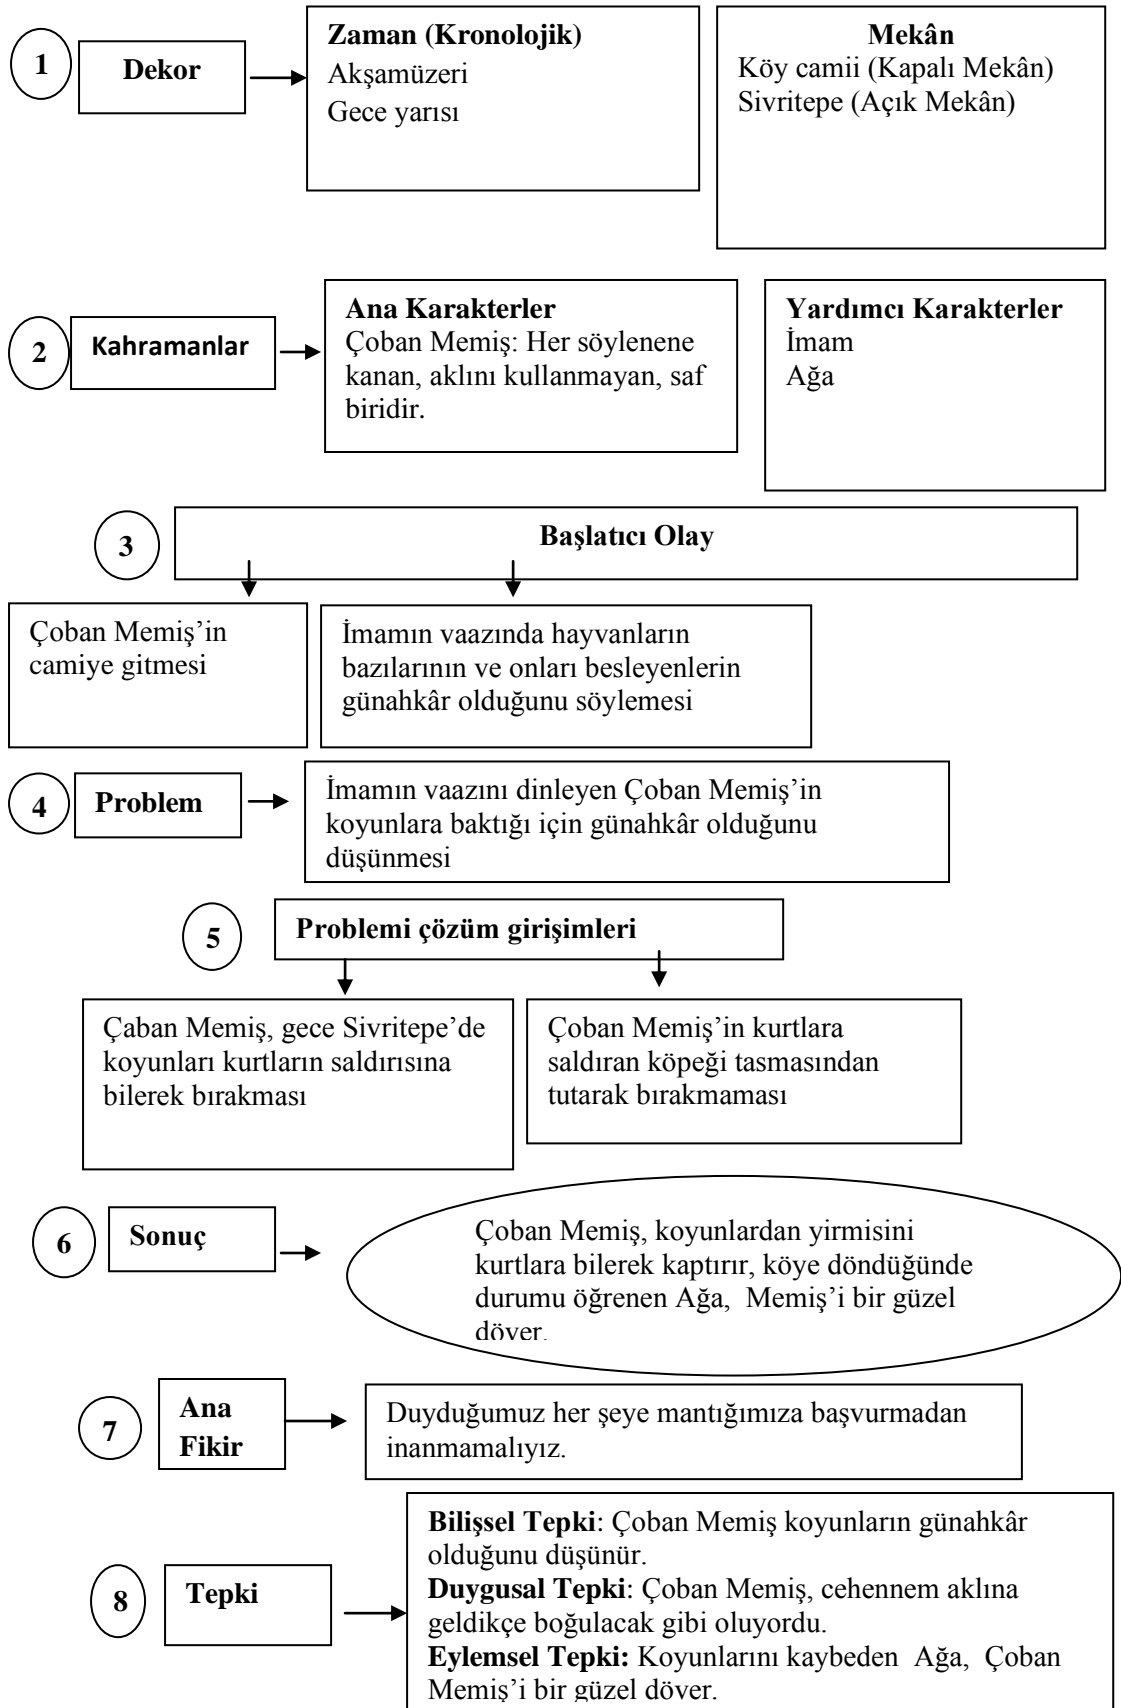 1
Dekor
Zaman (Kronolojik)
Akşamüzeri
Gece yarısı
Mekân
Köy camii (Kapalı Mekân)
Sivritepe (Açık Mekân)
2
Kahramanlar
Ana Karakterler
Çoban Memiş: Her söylenene
kanan, aklını kullanmayan, saf
biridir.
Yardımcı Karakterler
İmam
Ağa
3
Başlatıcı Olay
Çoban Memiş’in
camiye gitmesi
İmamın vaazında hayvanların
bazılarının ve onları besleyenlerin
günahkâr olduğunu söylemesi
4
Problem
İmamın vaazını dinleyen Çoban Memiş’in
koyunlara baktığı için günahkâr olduğunu
düşünmesi
5
Problemi çözüm girişimleri
Çaban Memiş, gece Sivritepe’de
koyunları kurtların saldırısına
bilerek bırakması
Çoban Memiş’in kurtlara
saldıran köpeği tasmasından
tutarak bırakmaması
6
Sonuç
Çoban Memiş, koyunlardan yirmisini
kurtlara bilerek kaptırır, köye döndüğünde
durumu öğrenen Ağa, Memiş’i bir güzel
döver.
7
Ana
Fikir
Duyduğumuz her şeye mantığımıza başvurmadan
inanmamalıyız.
8
Tepki
Bilişsel Tepki: Çoban Memiş koyunların günahkâr
olduğunu düşünür.
Duygusal Tepki: Çoban Memiş, cehennem aklına
geldikçe boğulacak gibi oluyordu.
Eylemsel Tepki: Koyunlarını kaybeden Ağa, Çoban
Memiş’i bir güzel döver.